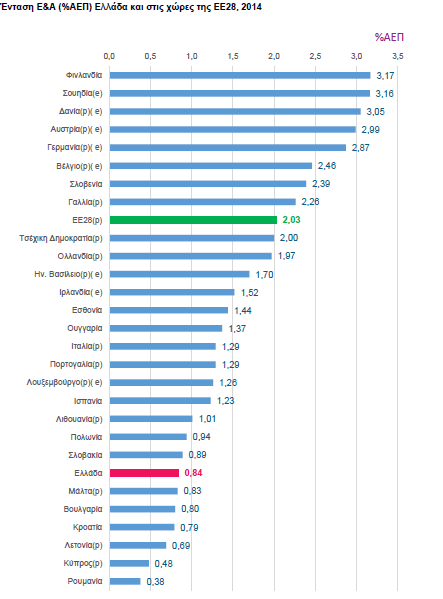 Ένταση Ε&Α (%ΑΕΠ) Ελλάδα και στις χώρες της ΕΕ28, 2014
%ΑΕΠ
0,0 0,5 1,0 1,5 2,0 2,5 3,0 3,5
Φινλανδία 3,17
Σουηδία(e) 3,16
Δανία(p)( e) 3,05
Αυστρία(p)( e) 2,99
Γερμανία(p)( e) 2,87
Βέλγιο(p)( e) 2,46
Σλοβενία 2,39
Γαλλία(p) 2,26
ΕΕ28(p) 2,03
Τσέχικη Δημοκρατία(p) 2,00
Ολλανδία(p) 1,97
Ην. Βασίλειο(p)( e) 1,70
Ιρλανδία( e) 1,52
Εσθονία 1,44
Ουγγαρία 1,37
Ιταλία(p) 1,29
Πορτογαλία(p) 1,29
Λουξεμβούργο(p)( e) 1,26
Ισπανία 1,23
Λιθουανία(p) 1,01
Πολωνία 0,94
Σλοβακία 0,89
Ελλάδα 0,84
Μάλτα(p) 0,83
Βουλγαρία 0,80
Κροατία 0,79
Λετονία(p) 0,69
Κύπρος(p) 0,48
Ρουμανία 0,38